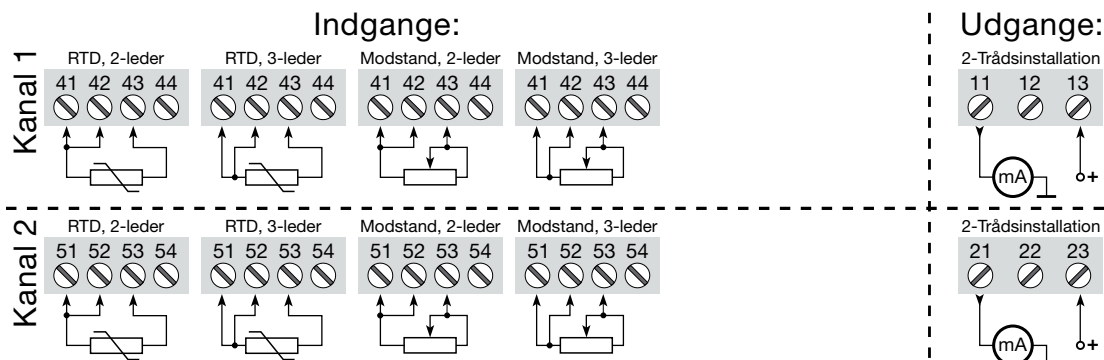 Indgange:
Udgange:
Kanal 1
RTD, 2-leder
RTD, 3-leder
Modstand, 2-leder
Modstand, 3-leder
2-Trådsinstallation
41 42 43 44
41 42 43 44
41 42 43 44
41 42 43 44
11 12 13
mA
+
Kanal 2
RTD, 2-leder
RTD, 3-leder
Modstand, 2-leder
Modstand, 3-leder
2-Trådsinstallation
51 52 53 54
51 52 53 54
51 52 53 54
51 52 53 54
21 22 23
mA
+